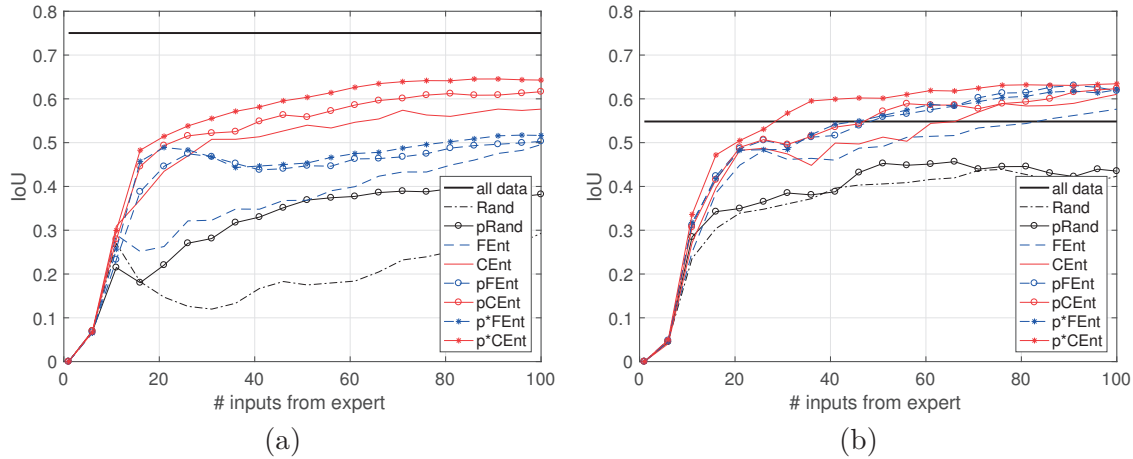 0.8
0.7
0.6
0.5
0.4
0.3
0.2
0.1
0
IoU
0 20 40 60 80 100
# inputs from expert
all data
Rand
pRand
FEnt
CEnt
pFEnt
pCEnt
p*FEnt
p*CEnt
(a)
0.8
0.7
0.6
0.5
0.4
0.3
0.2
0.1
0
IoU
0 20 40 60 80 100
# inputs from expert
all data
Rand
pRand
FEnt
CEnt
pFEnt
pCEnt
p*FEnt
p*CEnt
(b)